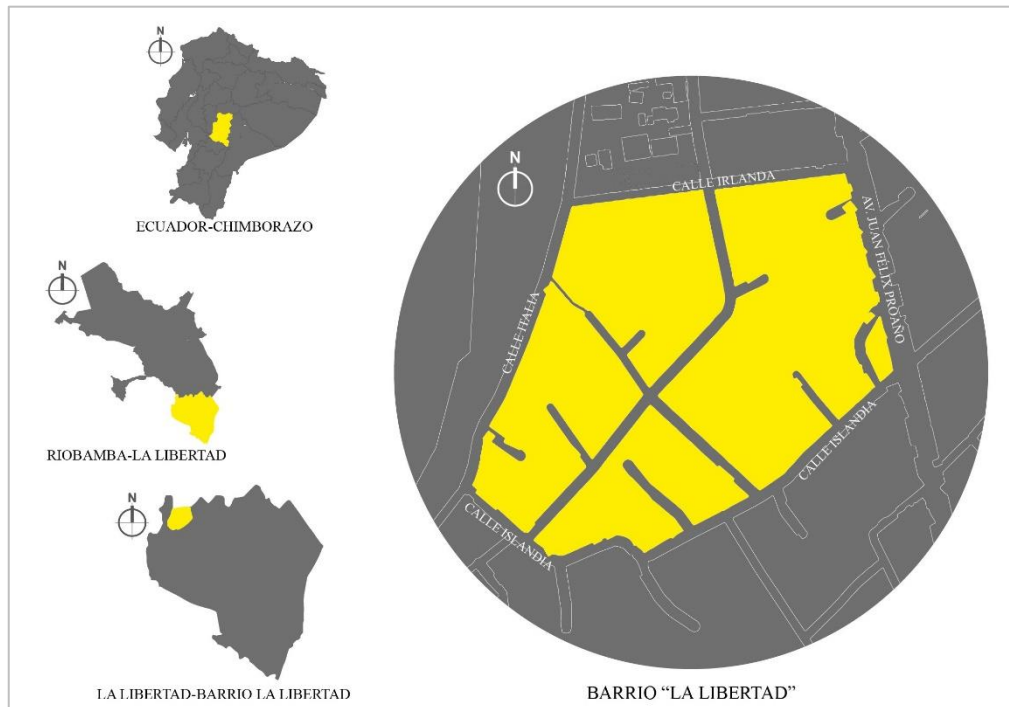 N
ECUADOR-CHIMBORAZO
N
RIOBAMBA-LA LIBERTAD
N
LA LIBERTAD-BARRIO LA LIBERTAD
N
CALLE IRLANDA
AV. JUAN FÉLIX PROAÑO
CALLE ITALIA
CALLE ISLANDIA
CALLE ISLANDIA
BARRIO “LA LIBERTAD”